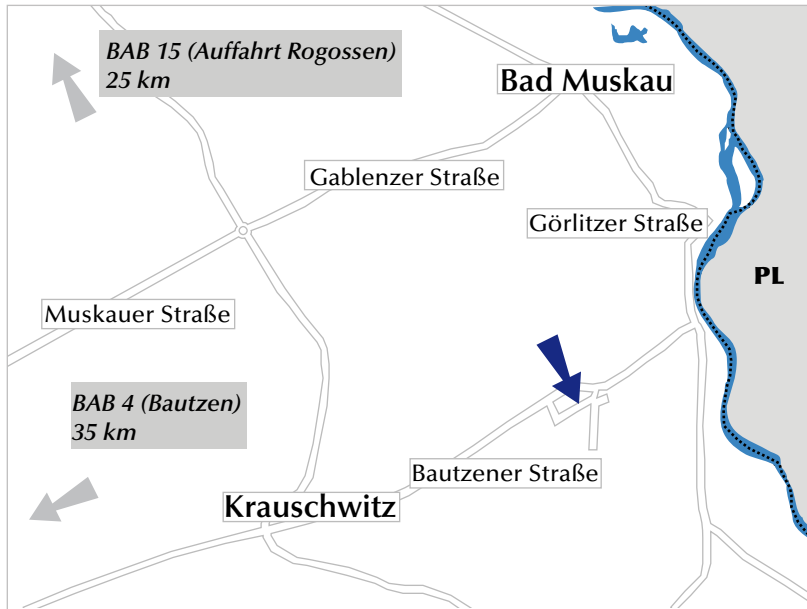 BAB 15 (Auffahrt Rogossen)
25 km
Bad Muskau
Gablenzer Straße
Görlitzer Straße
PL
Muskauer Straße
BAB 4 (Bautzen)
35 km
Bautzener Straße
Krauschwitz